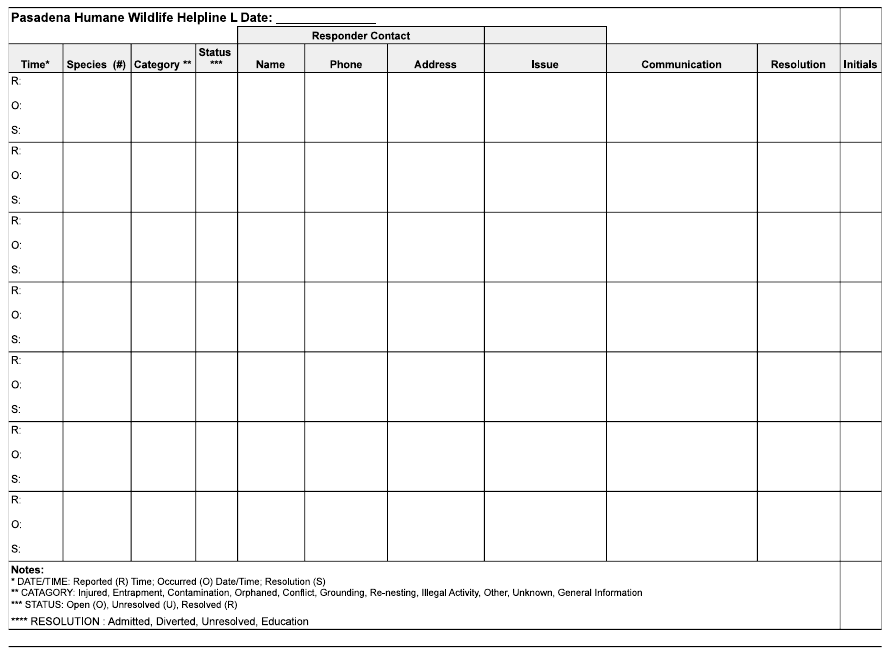 Pasadena Humane Wildlife Helpline L Date: _______________
Responder Contact
Time* Species (#) Category ** Status *** Name Phone Address Issue Communication Resolution Initials
R:
O:
S:
R:
O:
S:
R:
O:
S:
R:
O:
S:
R:
O:
S:
R:
O:
S:
R:
O:
S:
Notes:
* DATE/TIME: Reported (R) Time; Occurred (O) Date/Time; Resolution (S)
** CATAGORY: Injured, Entrapment, Contamination, Orphaned, Conflict, Grounding, Re-nesting, Illegal Activity, Other, Unknown, General Information
*** STATUS: Open (O), Unresolved (U), Resolved (R)
**** RESOLUTION : Admitted, Diverted, Unresolved, Education